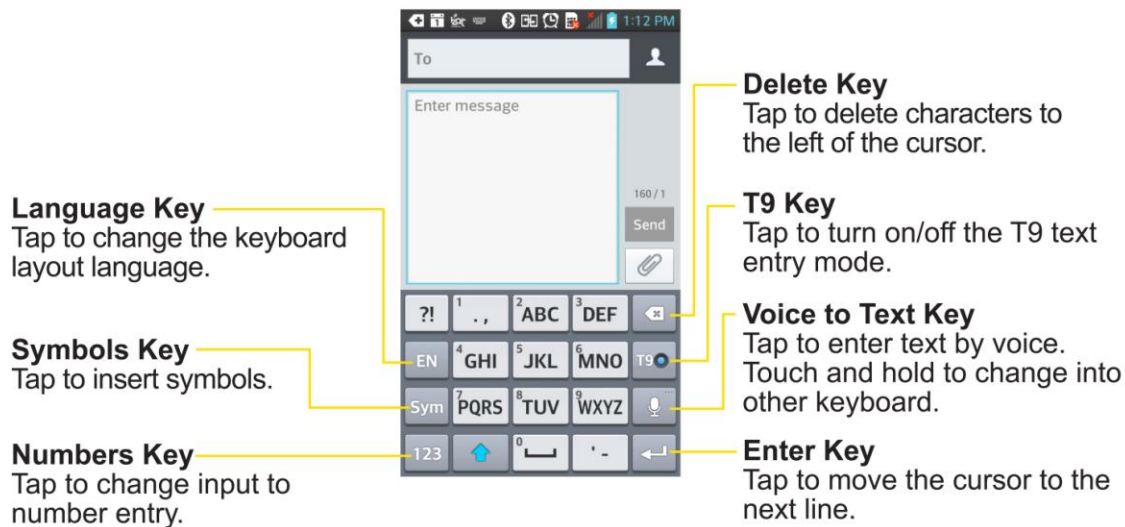 1:12 PM
To
Enter message
160 / 1
Send
?! 1 ., 2 ABC 3 DEF
EN 4 GHI 5 JKL 6 MNO T9
Sym 7 PQRS 8 TUV 9 WXYZ
123 0 ' -
Language Key
Tap to change the keyboard
layout language.
Symbols Key
Tap to insert symbols.
Numbers Key
Tap to change input to
number entry.
Delete Key
Tap to delete characters to
the left of the cursor.
T9 Key
Tap to turn on/off the T9 text
entry mode.
Voice to Text Key
Tap to enter text by voice.
Touch and hold to change into
other keyboard.
Enter Key
Tap to move the cursor to the
next line.